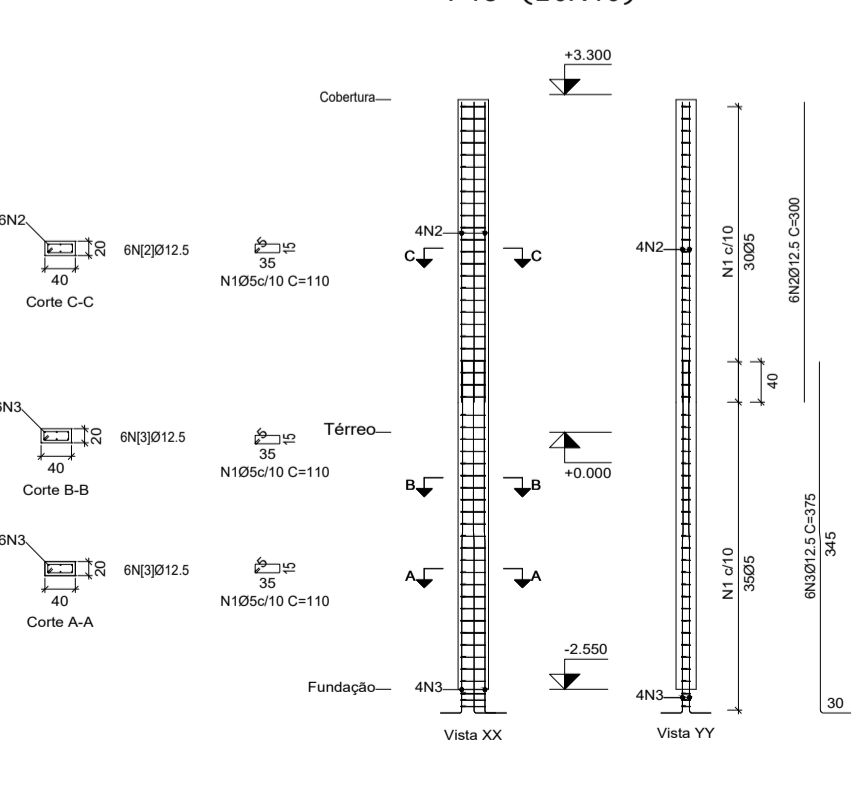 +3.300
Cobertura
6N2
20
6N[2]Ø12.5
40
Corte C-C
6
15
35
N1Ø5c/10 C=110
4N2
C
C
4N2
N1 c/10
30Ø5
6N2Ø12.5 C=300
40
6N3
20
6N[3]Ø12.5
40
Corte B-B
6
15
35
N1Ø5c/10 C=110
Térreo
+0.000
B
B
6N3
20
6N[3]Ø12.5
40
Corte A-A
6
15
35
N1Ø5c/10 C=110
A
A
N1 c/10
35Ø5
6N3Ø12.5 C=375
345
-2.550
Fundação
4N3
4N3
30
Vista XX
Vista YY